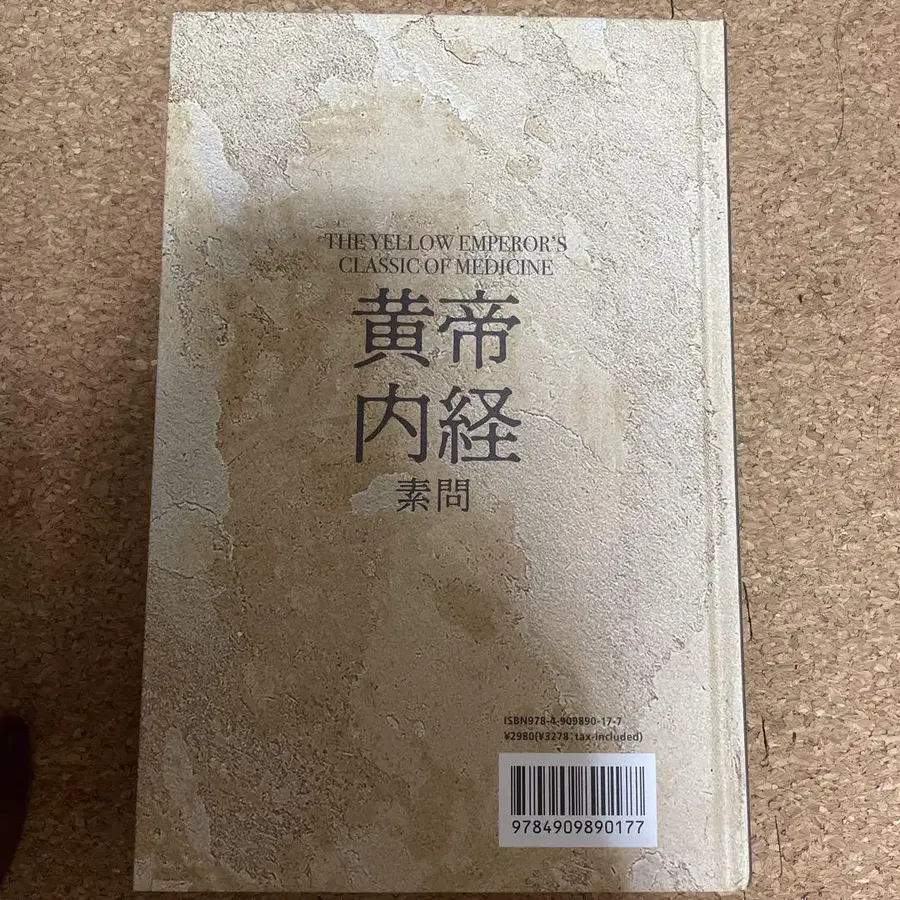 THE YELLOW EMPEROR'S
CLASSIC OF MEDICINE
黄帝
内経
素問
ISBN978-4-909890-17-7
¥2980(¥3278:tax-included)
9784909890177